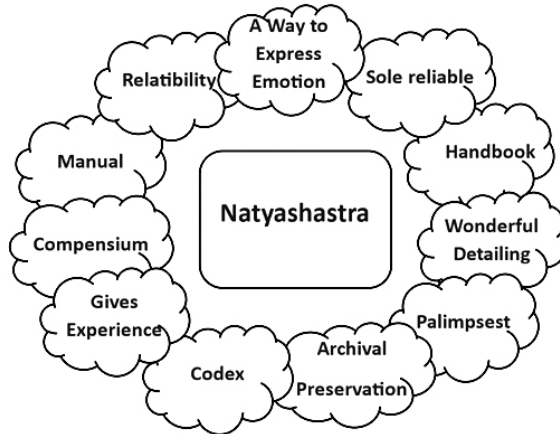 A Way to
Express
Emotion
Relatibility
Sole reliable
Manual
Handbook
Natyashastra
Compensium
Wonderful
Detailing
Gives
Experience
Palimpsest
Codex
Archival
Preservation